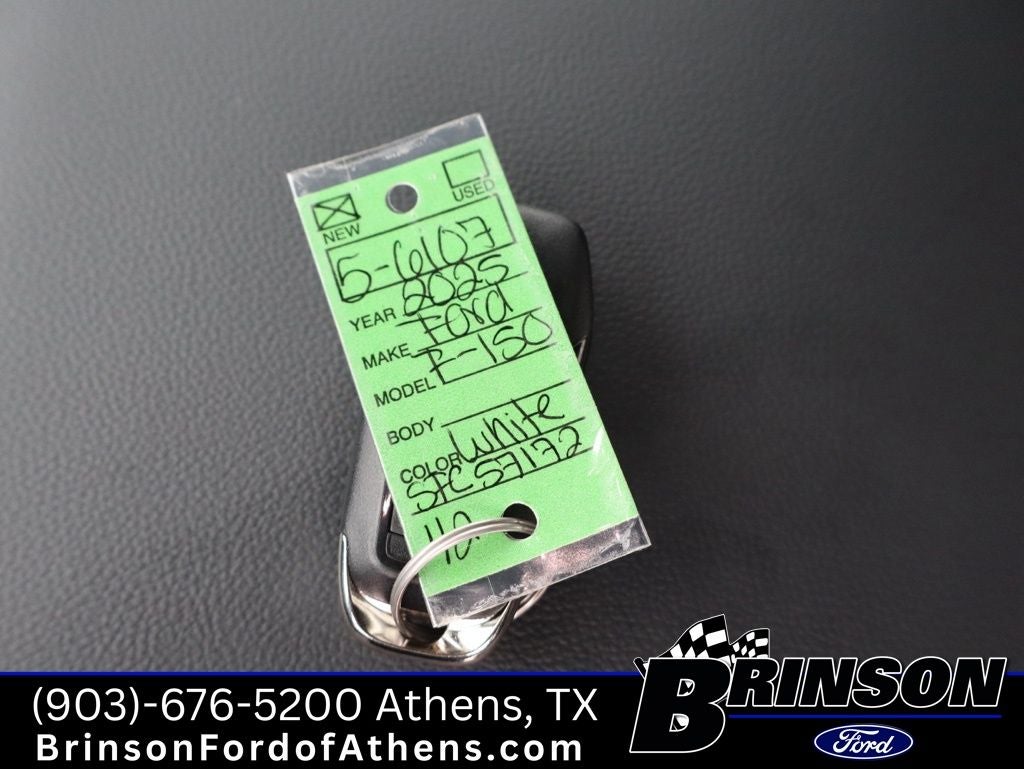 NEW
USED
5-6107
YEAR 2025
MAKE Ford
MODEL F-150
BODY
COLOR White
SFC57172
(903)-676-5200 Athens, TX
BrinsonFordofAthens.com
BRINSON
Ford